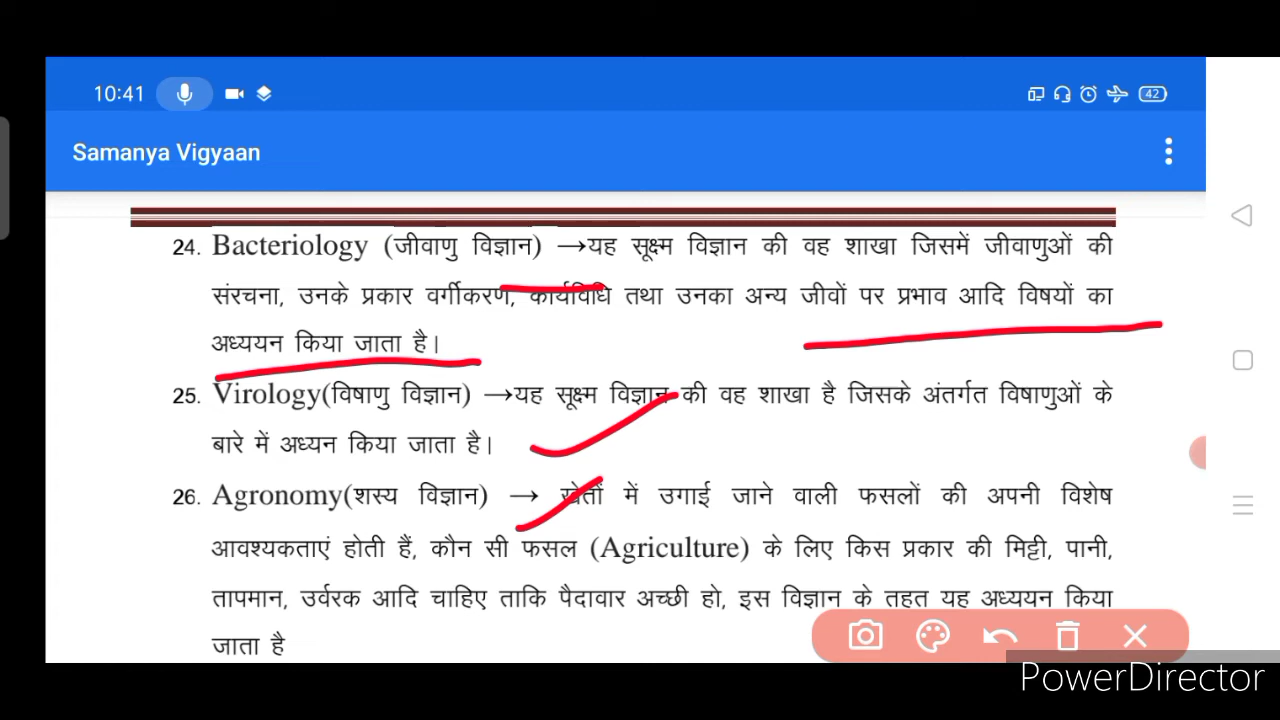 10:41
42
Samanya Vigyaan
24. Bacteriology (जीवाणु विज्ञान) →यह सूक्ष्म विज्ञान की वह शाखा जिसमें जीवाणुओं की
संरचना, उनके प्रकार वर्गीकरण, कार्यविधि तथा उनका अन्य जीवों पर प्रभाव आदि विषयों का
अध्ययन किया जाता है।
25. Virology(विषाणु विज्ञान) →यह सूक्ष्म विज्ञान की वह शाखा है जिसके अंतर्गत विषाणुओं के
बारे में अध्यन किया जाता है।
26. Agronomy(शस्य विज्ञान) → खेतों में उगाई जाने वाली फसलों की अपनी विशेष
आवश्यकताएं होती हैं, कौन सी फसल (Agriculture) के लिए किस प्रकार की मिट्टी, पानी,
तापमान, उर्वरक आदि चाहिए ताकि पैदावार अच्छी हो, इस विज्ञान के तहत यह अध्ययन किया
जाता है
PowerDirector